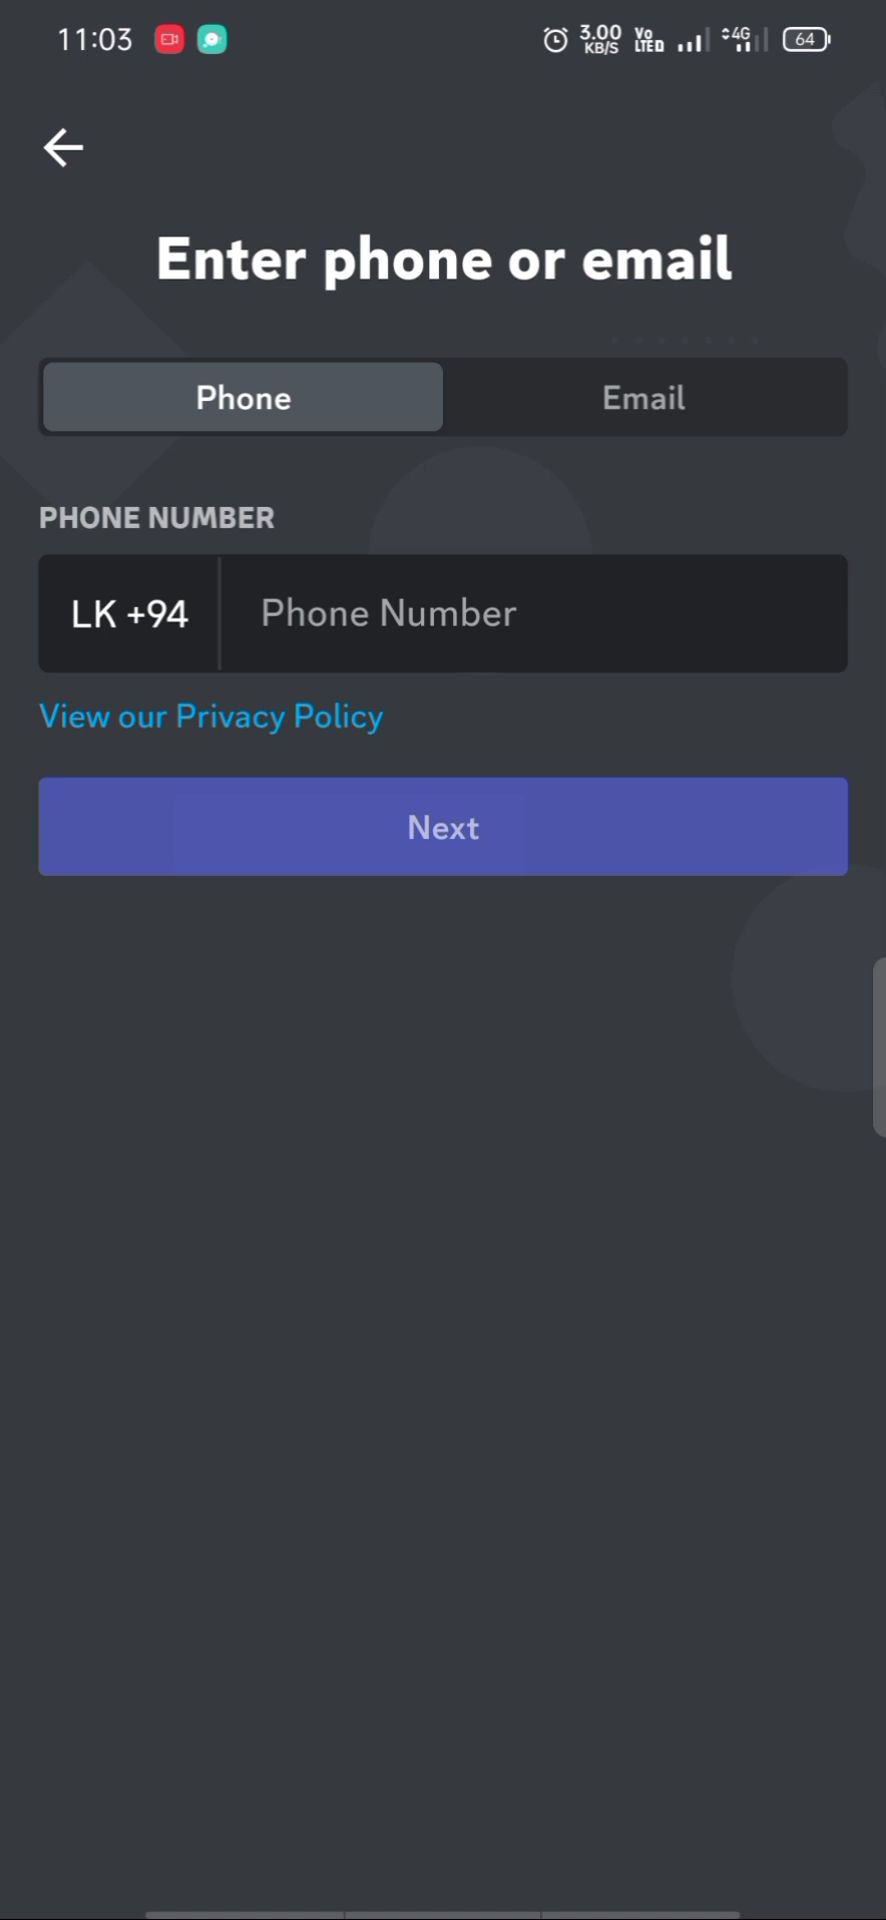 11:03 3.00 KB/S Vo LTED 4G 64
Enter phone or email
Phone Email
PHONE NUMBER
LK +94 Phone Number
View our Privacy Policy
Next